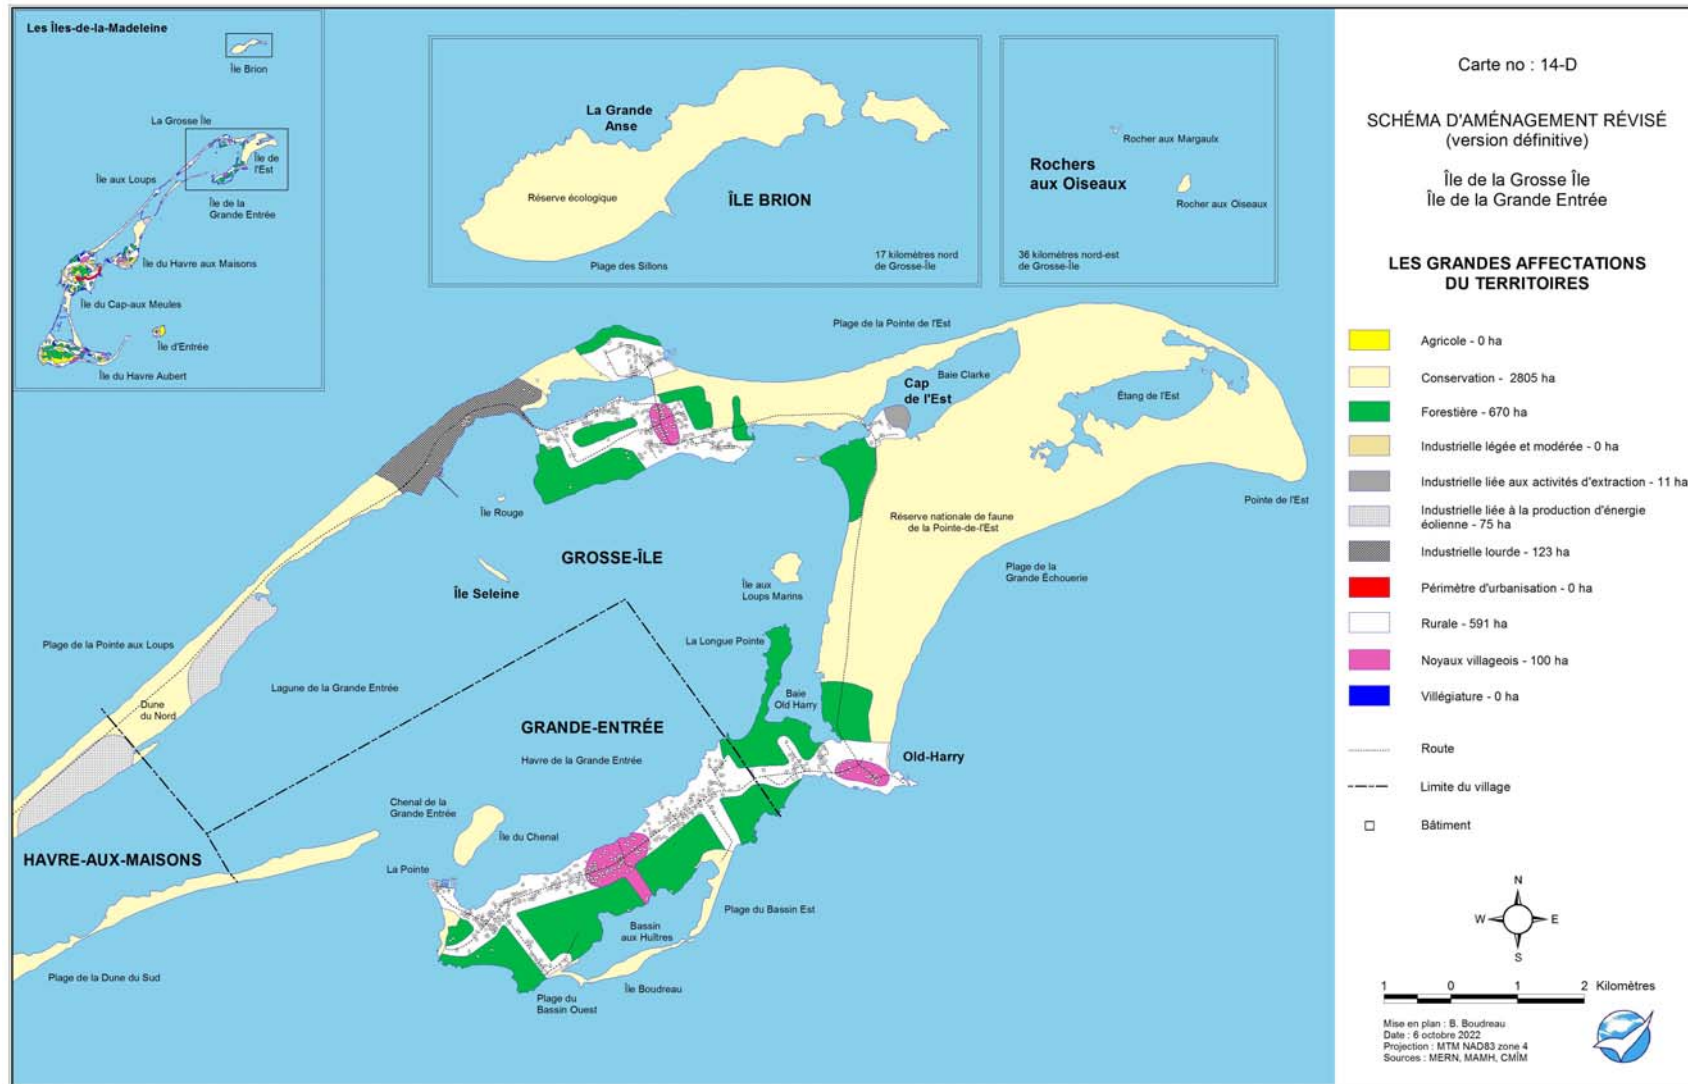 Les Îles-de-la-Madeleine
Île Brion
La Grosse Île
Île de
l'Est
Île aux Loups
Île de la
Grande Entrée
Île du Havre aux Maisons
Île du Cap-aux Meules
Île d'Entrée
Île du Havre Aubert
La Grande
Anse
Réserve écologique
ÎLE BRION
Plage des Sillons
17 kilomètres nord
de Grosse-Île
Rocher aux Margaulx
Rochers
aux Oiseaux
Rocher aux Oiseaux
36 kilomètres nord-est
de Grosse-Île
Plage de la Pointe de l'Est
Baie Clarke
Cap
de l'Est
Étang de l'Est
Pointe de l'Est
Île Rouge
Réserve nationale de faune
de la Pointe-de-l'Est
GROSSE-ÎLE
Plage de la
Grande Échouerie
Île Seleine
Île aux
Loups Marins
Plage de la Pointe aux Loups
La Longue Pointe
Lagune de la Grande Entrée
Dune
du Nord
Baie
Old Harry
GRANDE-ENTRÉE
Havre de la Grande Entrée
Old-Harry
Chenal de la
Grande Entrée
Île du Chenal
HAVRE-AUX-MAISONS
La Pointe
Plage du Bassin Est
Bassin
aux Huîtres
Plage de la Dune du Sud
Île Boudreau
Plage du
Bassin Ouest
Carte no : 14-D
SCHÉMA D'AMÉNAGEMENT RÉVISÉ
(version définitive)
Île de la Grosse Île
Île de la Grande Entrée
LES GRANDES AFFECTATIONS
DU TERRITOIRES
Agricole - 0 ha
Conservation - 2805 ha
Forestière - 670 ha
Industrielle légée et modérée - 0 ha
Industrielle liée aux activités d'extraction - 11 ha
Industrielle liée à la production d'énergie
éolienne - 75 ha
Industrielle lourde - 123 ha
Périmètre d'urbanisation - 0 ha
Rurale - 591 ha
Noyaux villageois - 100 ha
Villégiature - 0 ha
Route
Limite du village
Bâtiment
N
W E
S
1 0 1 2 Kilomètres
Mise en plan : B. Boudreau
Date : 6 octobre 2022
Projection : MTM NAD83 zone 4
Sources : MERN, MAMH, CMÎM